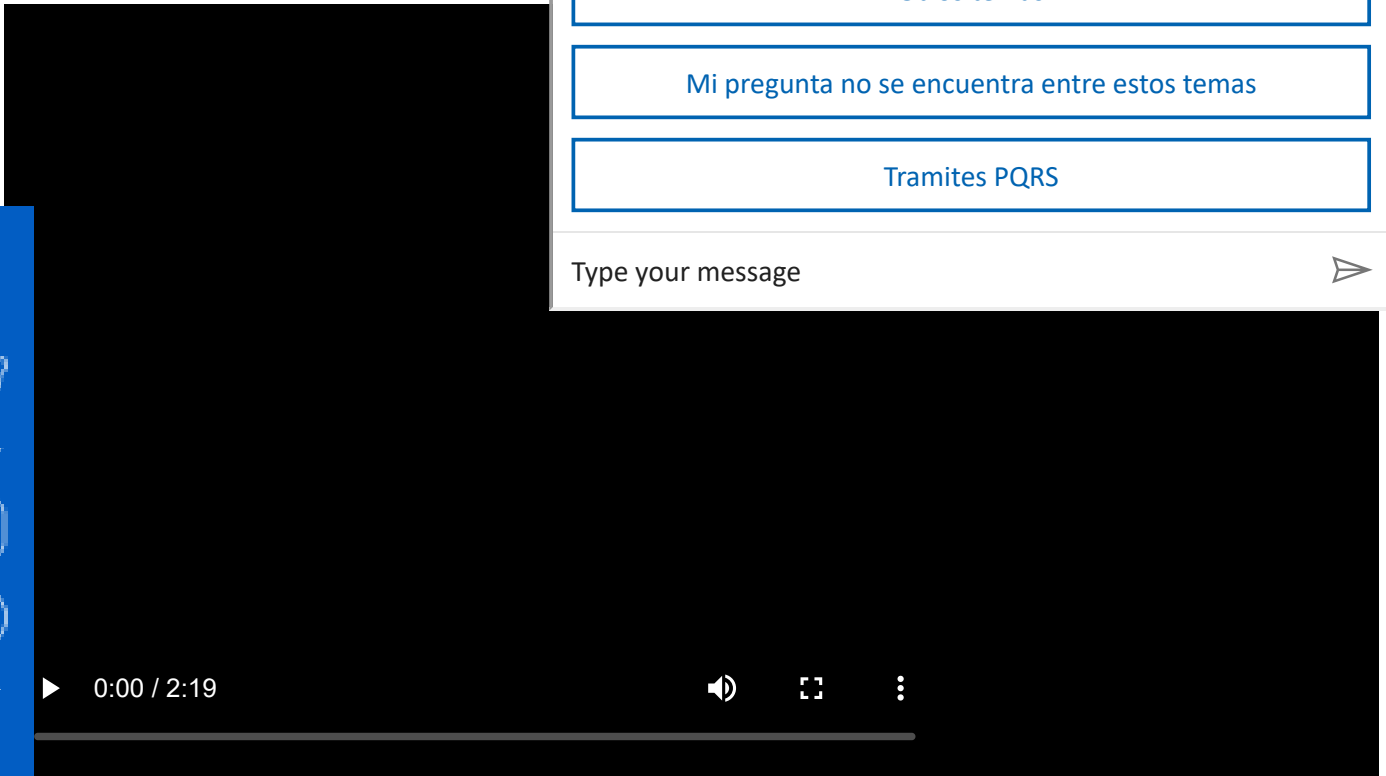 Mi pregunta no se encuentra entre estos temas
Tramites PQRS
Type your message
0:00 / 2:19